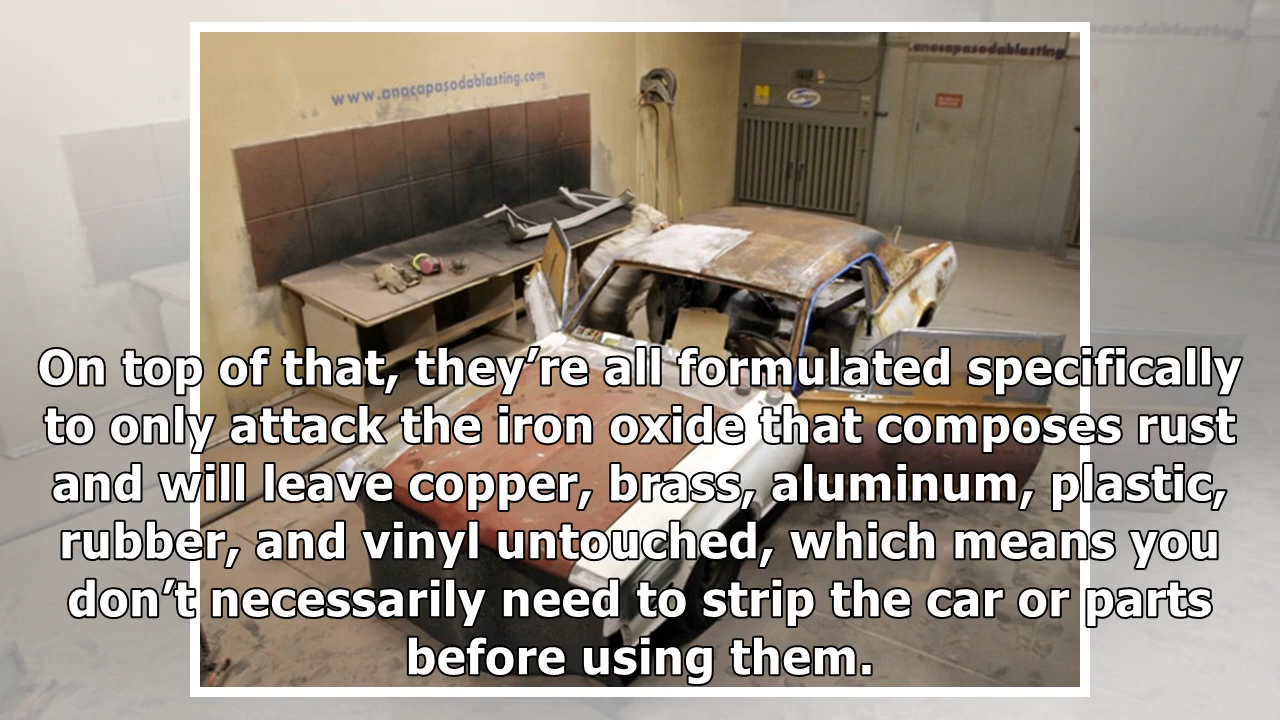 www.anacapasodablasting.com
.anacapasodablasting
On top of that, they’re all formulated specifically
to only attack the iron oxide that composes rust
and will leave copper, brass, aluminum, plastic,
rubber, and vinyl untouched, which means you
don’t necessarily need to strip the car or parts
before using them.